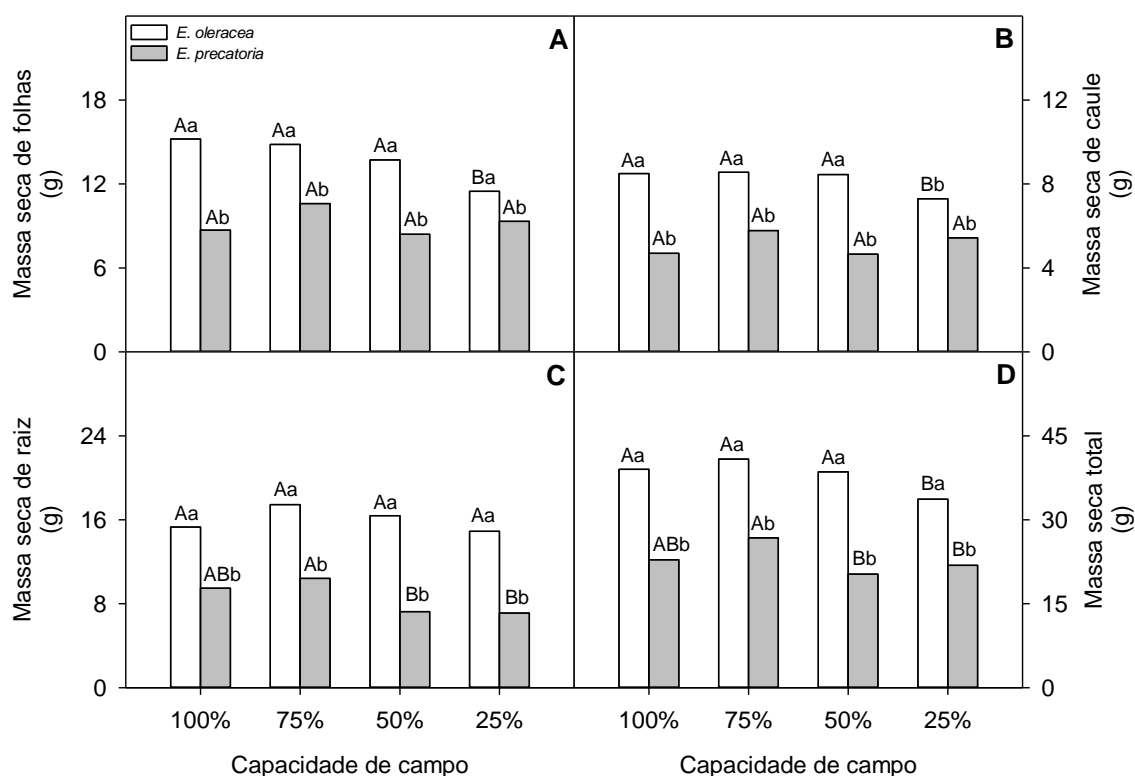 A
E. oleracea
E. precatoria
Massa seca de folhas
(g)
18
12
6
0
Aa
Ab
Aa
Ab
Aa
Ab
Ba
Ab
B
Massa seca de caule
(g)
12
8
4
0
Aa
Ab
Aa
Ab
Aa
Ab
Bb
Ab
C
Massa seca de raiz
(g)
24
16
8
0
Aa
ABb
Aa
Ab
Aa
Bb
Aa
Bb
D
Massa seca total
(g)
45
30
15
0
Aa
ABb
Aa
Ab
Aa
Bb
Ba
Bb
100% 75% 50% 25%
Capacidade de campo
100% 75% 50% 25%
Capacidade de campo